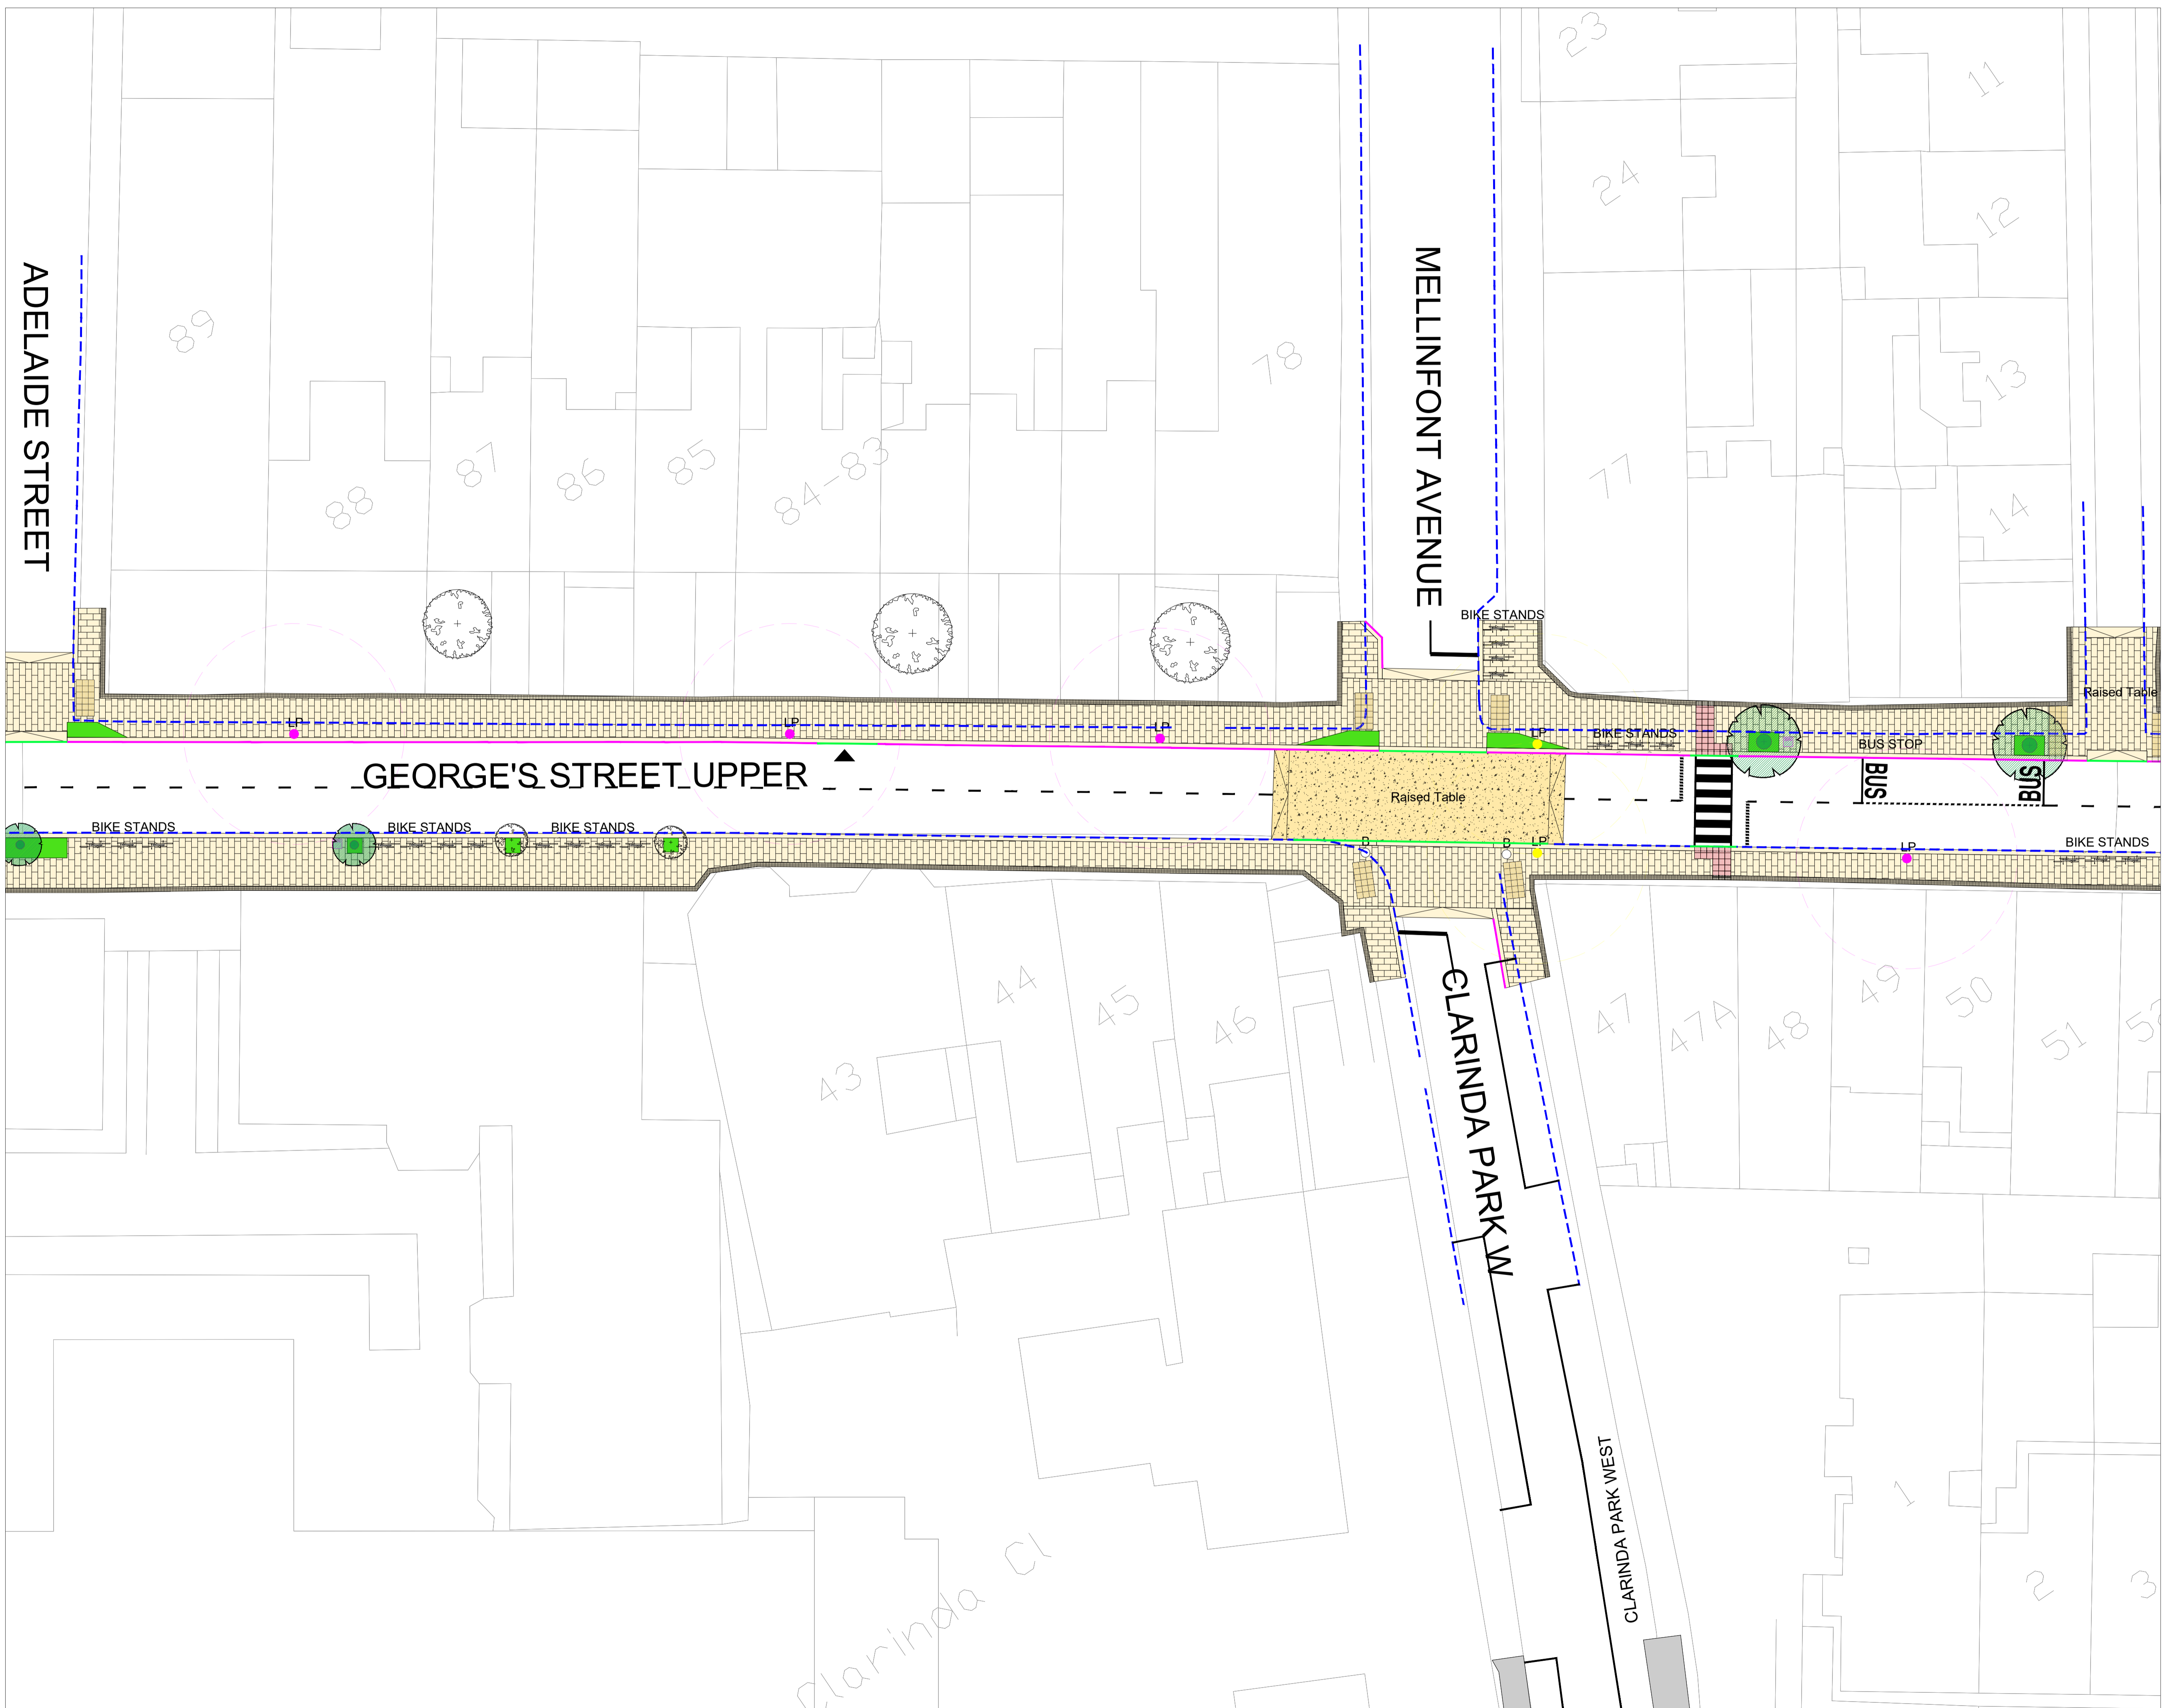 23
11
24
12
ADELAIDE STREET
MELLINFONT AVENUE
89
78
13
88
87
86
85
84-83
77
14
BIKE STANDS
Raised Table
LP
LP
LP
LP
BIKE STANDS
BUS STOP
GEORGE'S STREET UPPER
Raised Table
BUS
BUS
BIKE STANDS
BIKE STANDS
BIKE STANDS
B
B
LP
LP
BIKE STANDS
43
44
45
46
CLARINDA PARK W
47
47A
48
49
50
51
CLARINDA PARK WEST
Clarinda Cl
1
2
3